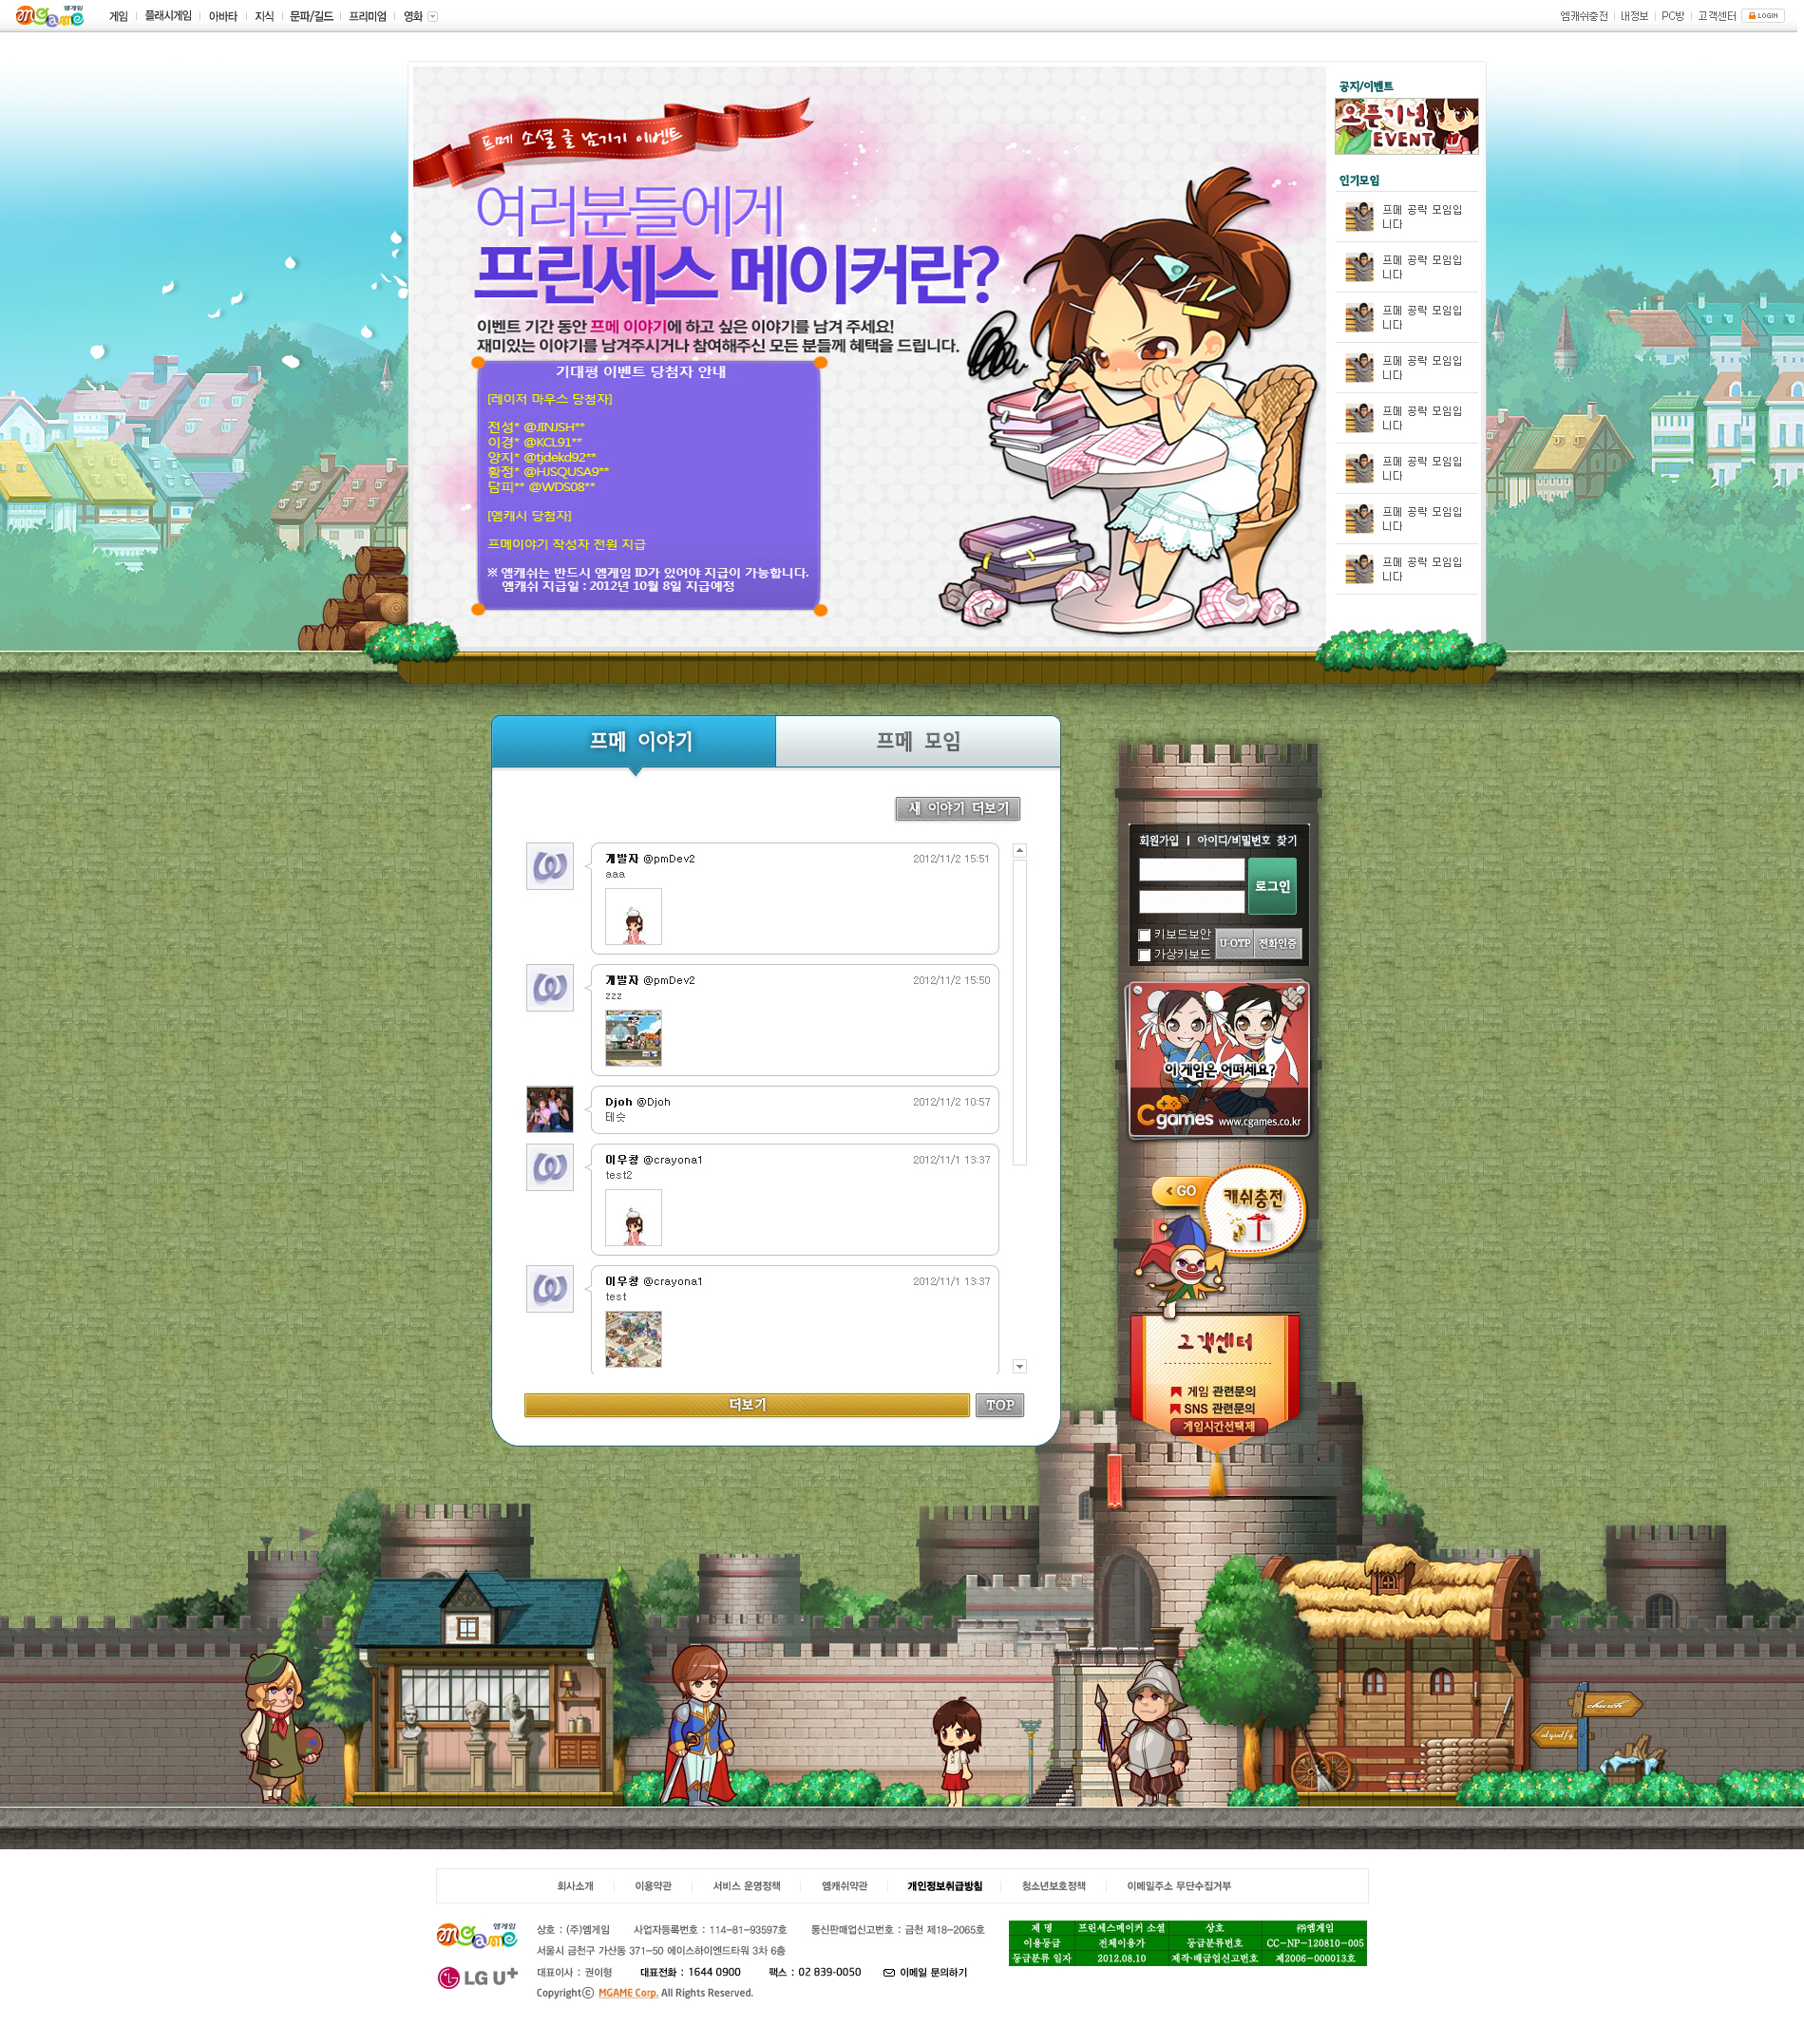 mgame 엠게임
게임 플래시게임 아바타 지식 문파/길드 프리미엄 영화
엠캐쉬충전 내정보 PC방 고객센터 LOGIN
프메 소셜 글 남기기 이벤트
여러분들에게
프린세스 메이커란?
이벤트 기간 동안 프메 이야기에 하고 싶은 이야기를 남겨 주세요!
재미있는 이야기를 남겨주시거나 참여해주신 모든 분들께 혜택을 드립니다.
기대평 이벤트 당첨자 안내
[레이저 마우스 당첨자]
전성* @JINJSH**
이경* @KCL91**
양지* @tjdekd92**
황정* @HJSQUSA9**
담피** @WDS08**
[엠캐시 당첨자]
프메이야기 작성자 전원 지급
※ 엠캐쉬는 반드시 엠게임 ID가 있어야 지급이 가능합니다.
엠캐쉬 지급일 : 2012년 10월 8일 지급예정
공지/이벤트
오픈기념
EVENT
인기모임
프메 공략 모임입
니다
프메 공략 모임입
니다
프메 공략 모임입
니다
프메 공략 모임입
니다
프메 공략 모임입
니다
프메 공략 모임입
니다
프메 공략 모임입
니다
프메 공략 모임입
니다
프메 이야기
프메 모임
새 이야기 더보기
개발자 @pmDev2 2012/11/2 15:51
aaa
개발자 @pmDev2 2012/11/2 15:50
zzz
Djoh @Djoh 2012/11/2 10:57
테슷
이우창 @crayona1 2012/11/1 13:37
test2
이우창 @crayona1 2012/11/1 13:37
test
더보기
TOP
회원가입 | 아이디/비밀번호 찾기
로그인
키보드보안
가상키보드
U-OTP 전화인증
이 게임은 어떠세요?
Cgames www.cgames.co.kr
< GO
캐쉬충전
고객센터
게임 관련문의
SNS 관련문의
게임시간선택제
church
회사소개 이용약관 서비스 운영정책 엠캐쉬약관 개인정보취급방침 청소년보호정책 이메일주소 무단수집거부
mgame 엠게임
상호 : (주)엠게임 사업자등록번호 : 114-81-93597호 통신판매업신고번호 : 금천 제18-2065호
서울시 금천구 가산동 371-50 에이스하이엔드타워 3차 6층
LG U+
대표이사 : 권이형 대표전화 : 1644 0900 팩스 : 02 839-0050 이메일 문의하기
Copyrightⓒ MGAME Corp. All Rights Reserved.
제 명 프린세스메이커 소셜 상호 ㈜엠게임
이용등급 전체이용가 등급분류번호 CC-NP-120810-005
등급분류 일자 2012.08.10 제작·배급업신고번호 제2006-000013호